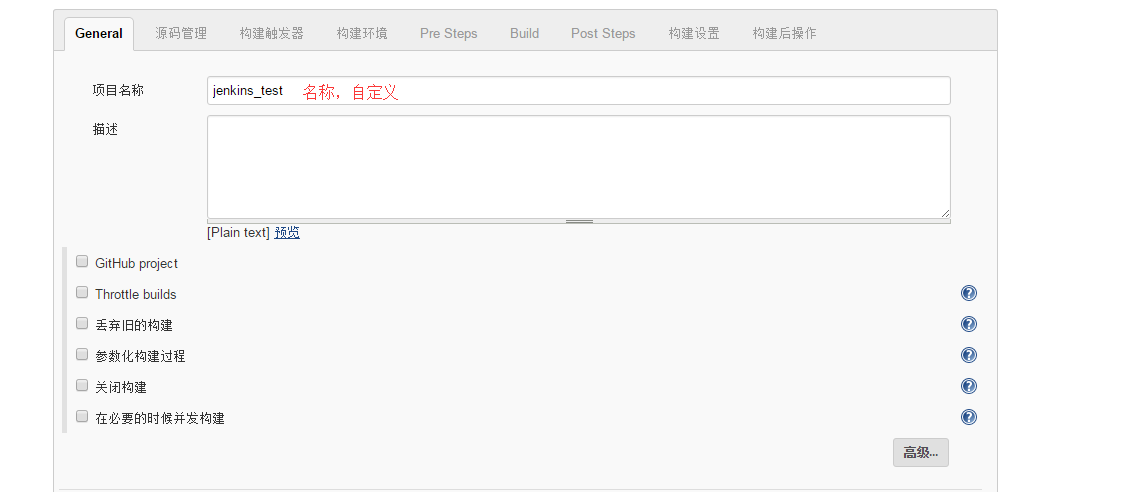 General 源码管理 构建触发器 构建环境 Pre Steps Build Post Steps 构建设置 构建后操作
项目名称 jenkins_test 名称，自定义
描述
[Plain text] 预览
GitHub project
Throttle builds
丢弃旧的构建
参数化构建过程
关闭构建
在必要的时候并发构建
高级...